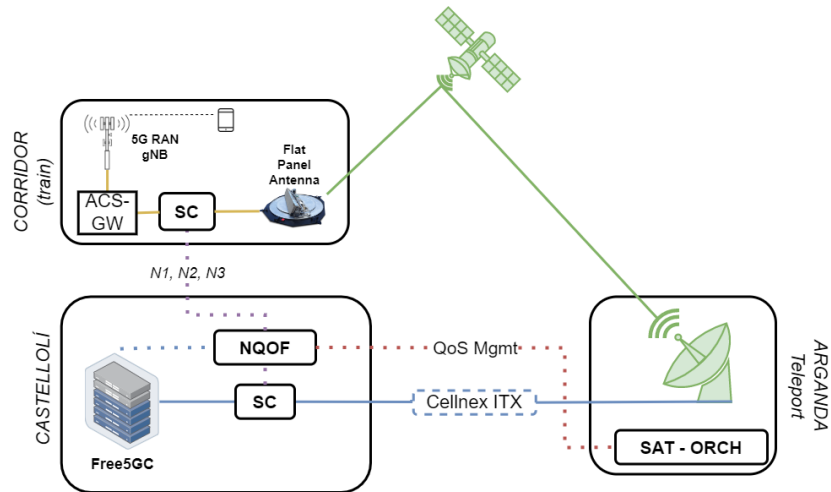 CORRIDOR
(train)
5G RAN
gNB
Flat
Panel
Antenna
ACS-
GW
SC
N1, N2, N3
CASTELLOLÍ
NQOF
QoS Mgmt
SC
Cellnex ITX
Free5GC
SAT - ORCH
ARGANDA
Teleport